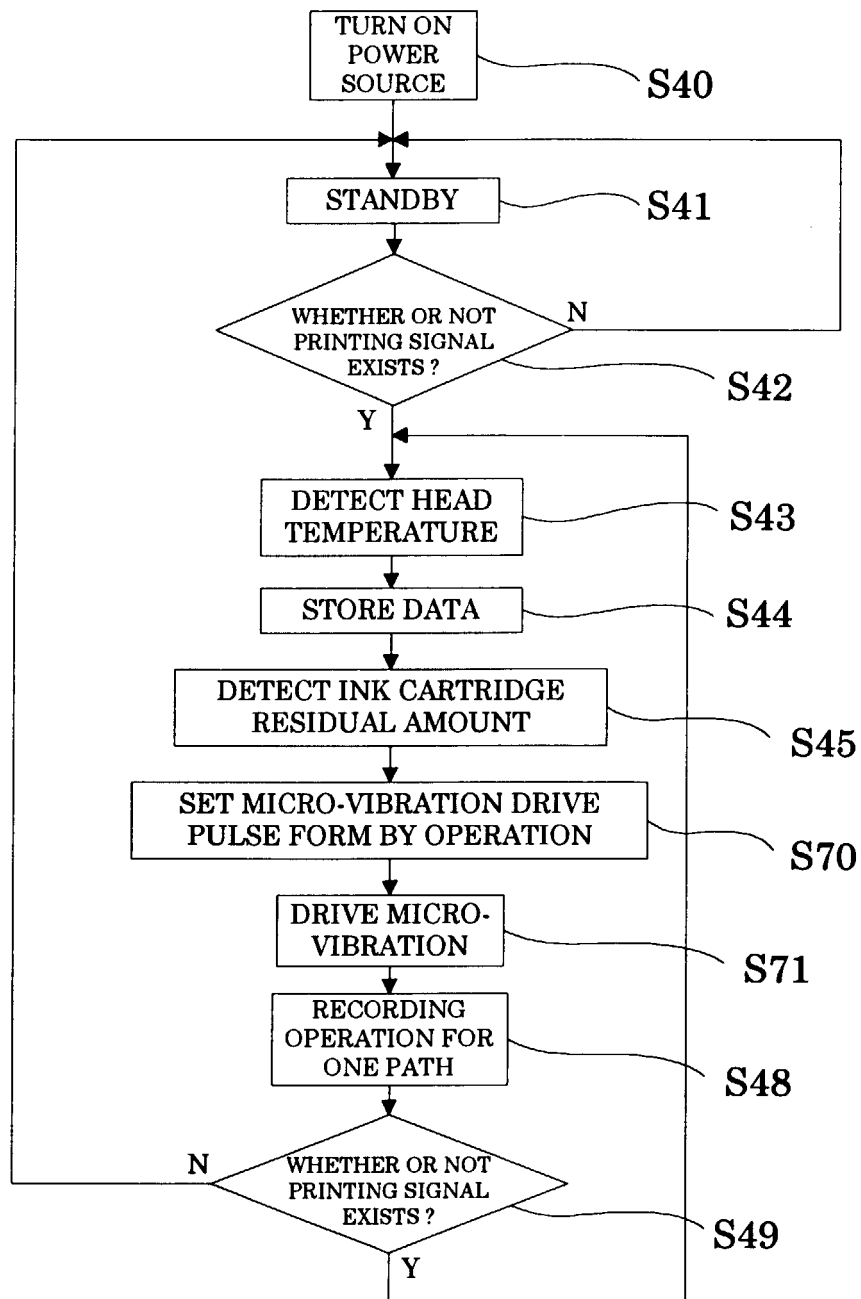 TURN ON
POWER
SOURCE
S40
STANDBY
S41
WHETHER OR NOT
PRINTING SIGNAL
EXISTS ?
N
S42
Y
DETECT HEAD
TEMPERATURE
S43
STORE DATA
S44
DETECT INK CARTRIDGE
RESIDUAL AMOUNT
S45
SET MICRO-VIBRATION DRIVE
PULSE FORM BY OPERATION
S70
DRIVE MICRO-
VIBRATION
S71
RECORDING
OPERATION FOR
ONE PATH
S48
N
WHETHER OR NOT
PRINTING SIGNAL
EXISTS ?
S49
Y